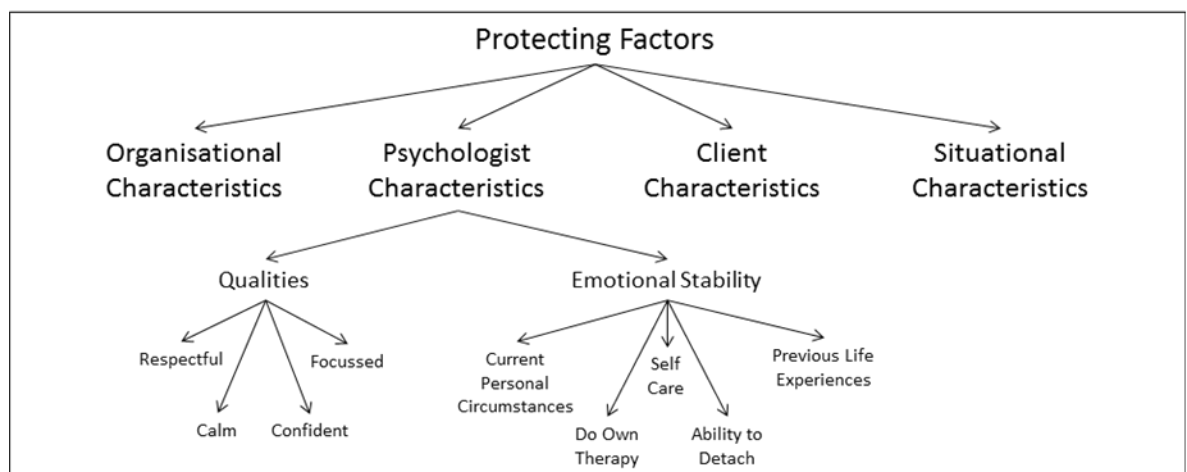 Protecting Factors
Organisational
Characteristics
Psychologist
Characteristics
Client
Characteristics
Situational
Characteristics
Qualities
Emotional Stability
Respectful
Focussed
Calm
Confident
Current
Personal
Circumstances
Self
Care
Previous Life
Experiences
Do Own
Therapy
Ability to
Detach